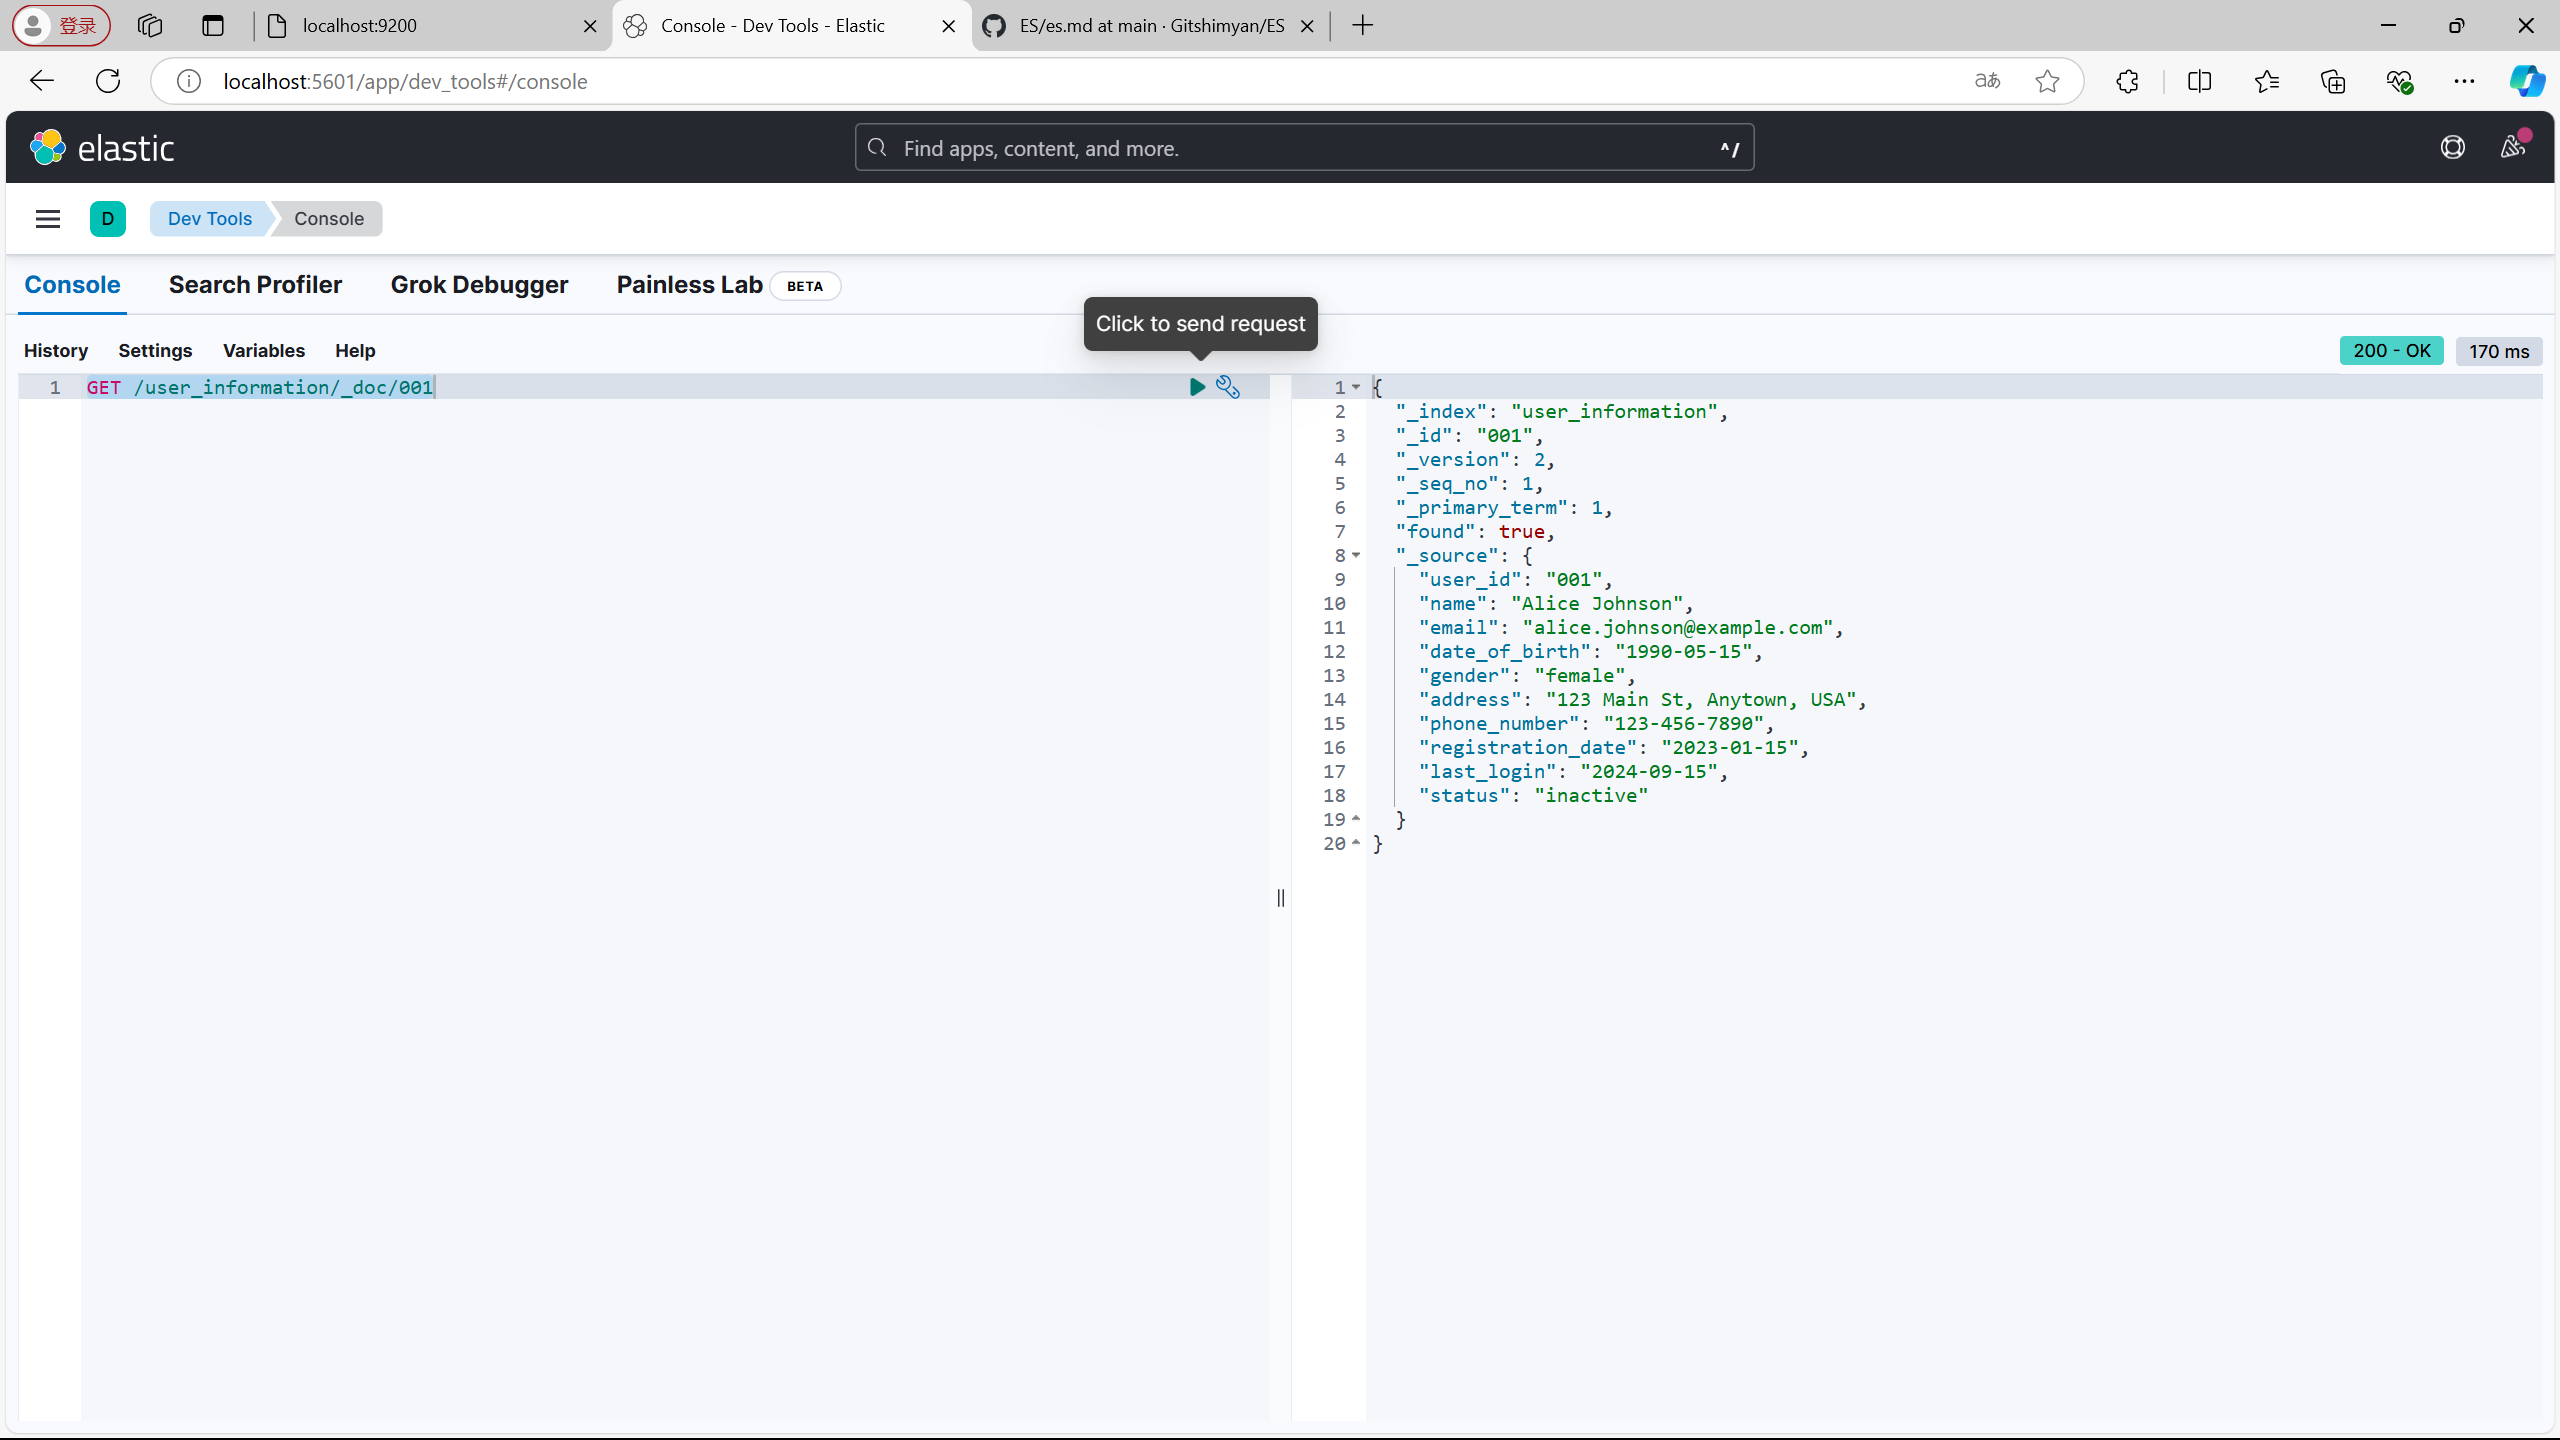 登录
localhost:9200
Console - Dev Tools - Elastic
ES/es.md at main · Gitshimyan/ES
localhost:5601/app/dev_tools#/console
aあ
elastic
Find apps, content, and more.
^/
D
Dev Tools
Console
Console
Search Profiler
Grok Debugger
Painless Lab
BETA
Click to send request
History
Settings
Variables
Help
200 - OK
170 ms
1 GET /user_information/_doc/001
1 {
2 "_index": "user_information",
3 "_id": "001",
4 "_version": 2,
5 "_seq_no": 1,
6 "_primary_term": 1,
7 "found": true,
8 "_source": {
9 "user_id": "001",
10 "name": "Alice Johnson",
11 "email": "alice.johnson@example.com",
12 "date_of_birth": "1990-05-15",
13 "gender": "female",
14 "address": "123 Main St, Anytown, USA",
15 "phone_number": "123-456-7890",
16 "registration_date": "2023-01-15",
17 "last_login": "2024-09-15",
18 "status": "inactive"
19 }
20 }